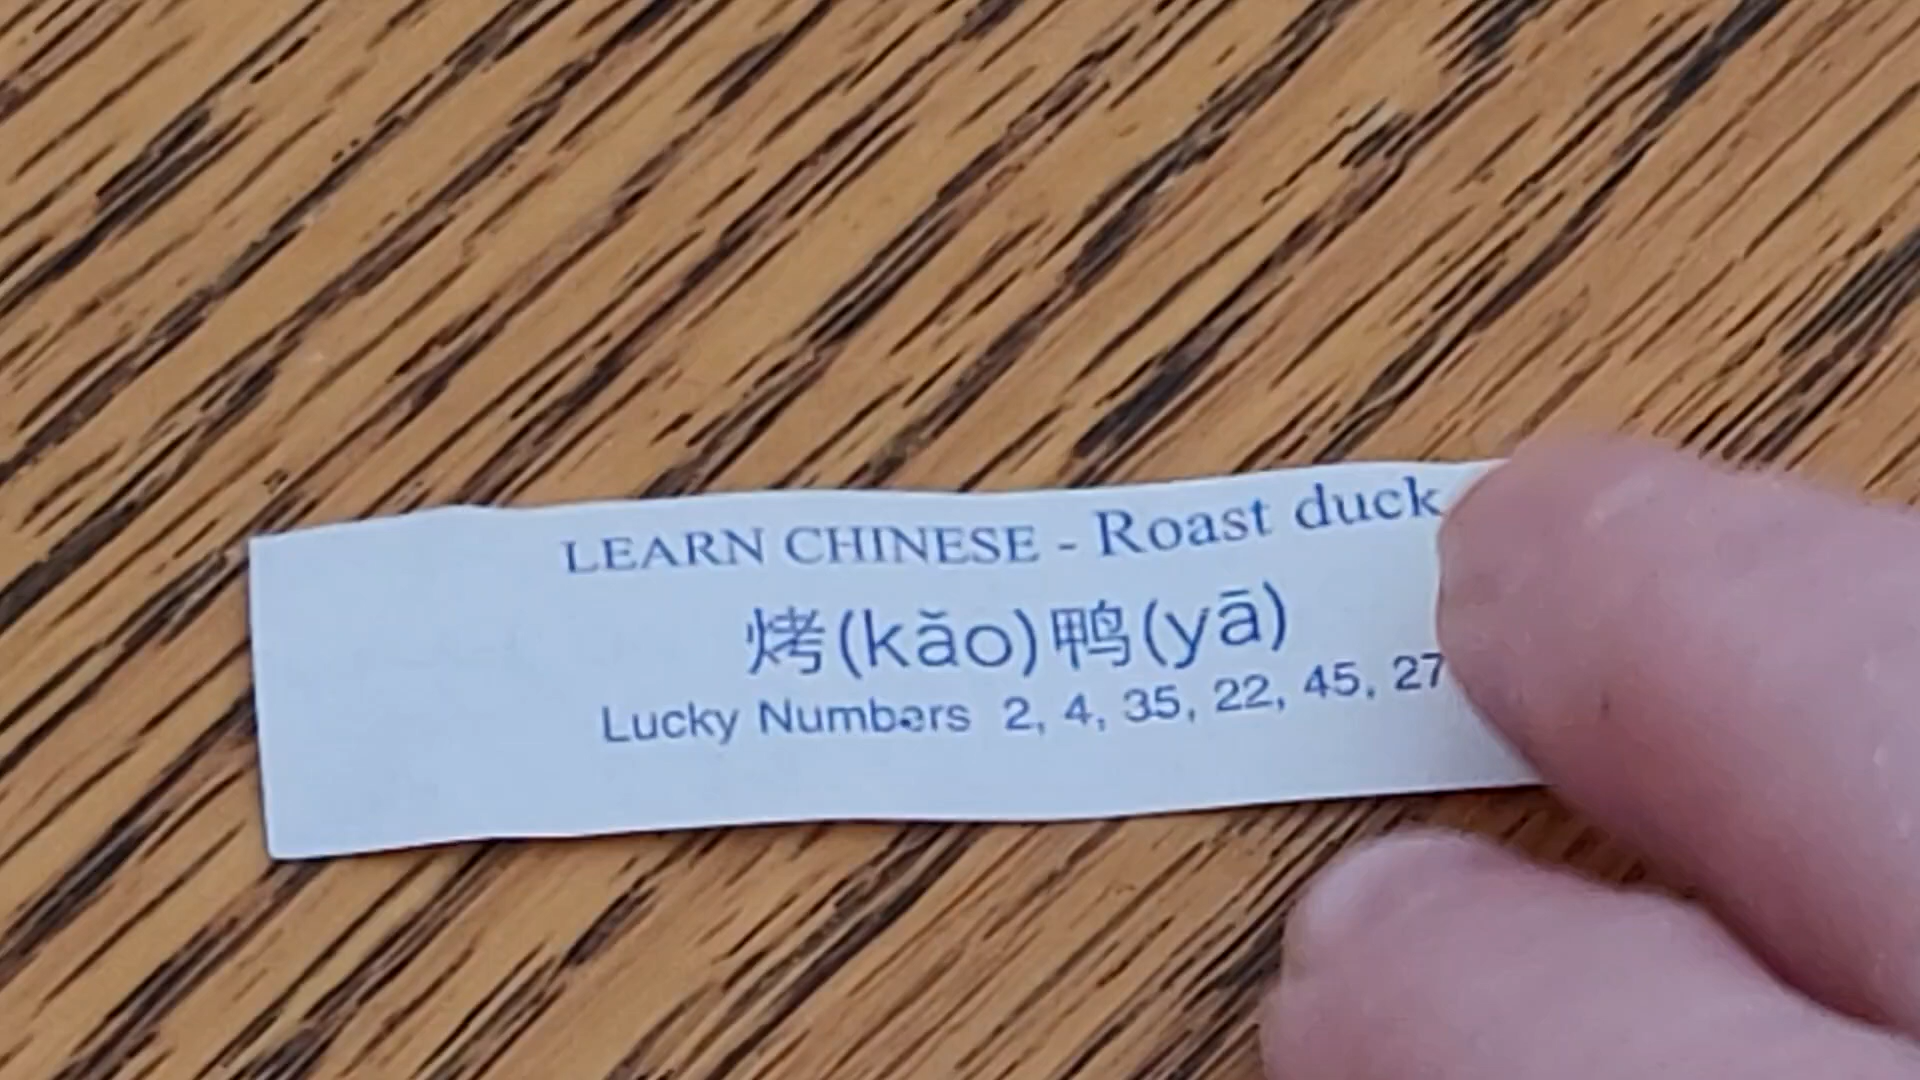 LEARN CHINESE - Roast duck
烤(kǎo)鸭(yā)
Lucky Numbers 2, 4, 35, 22, 45, 27